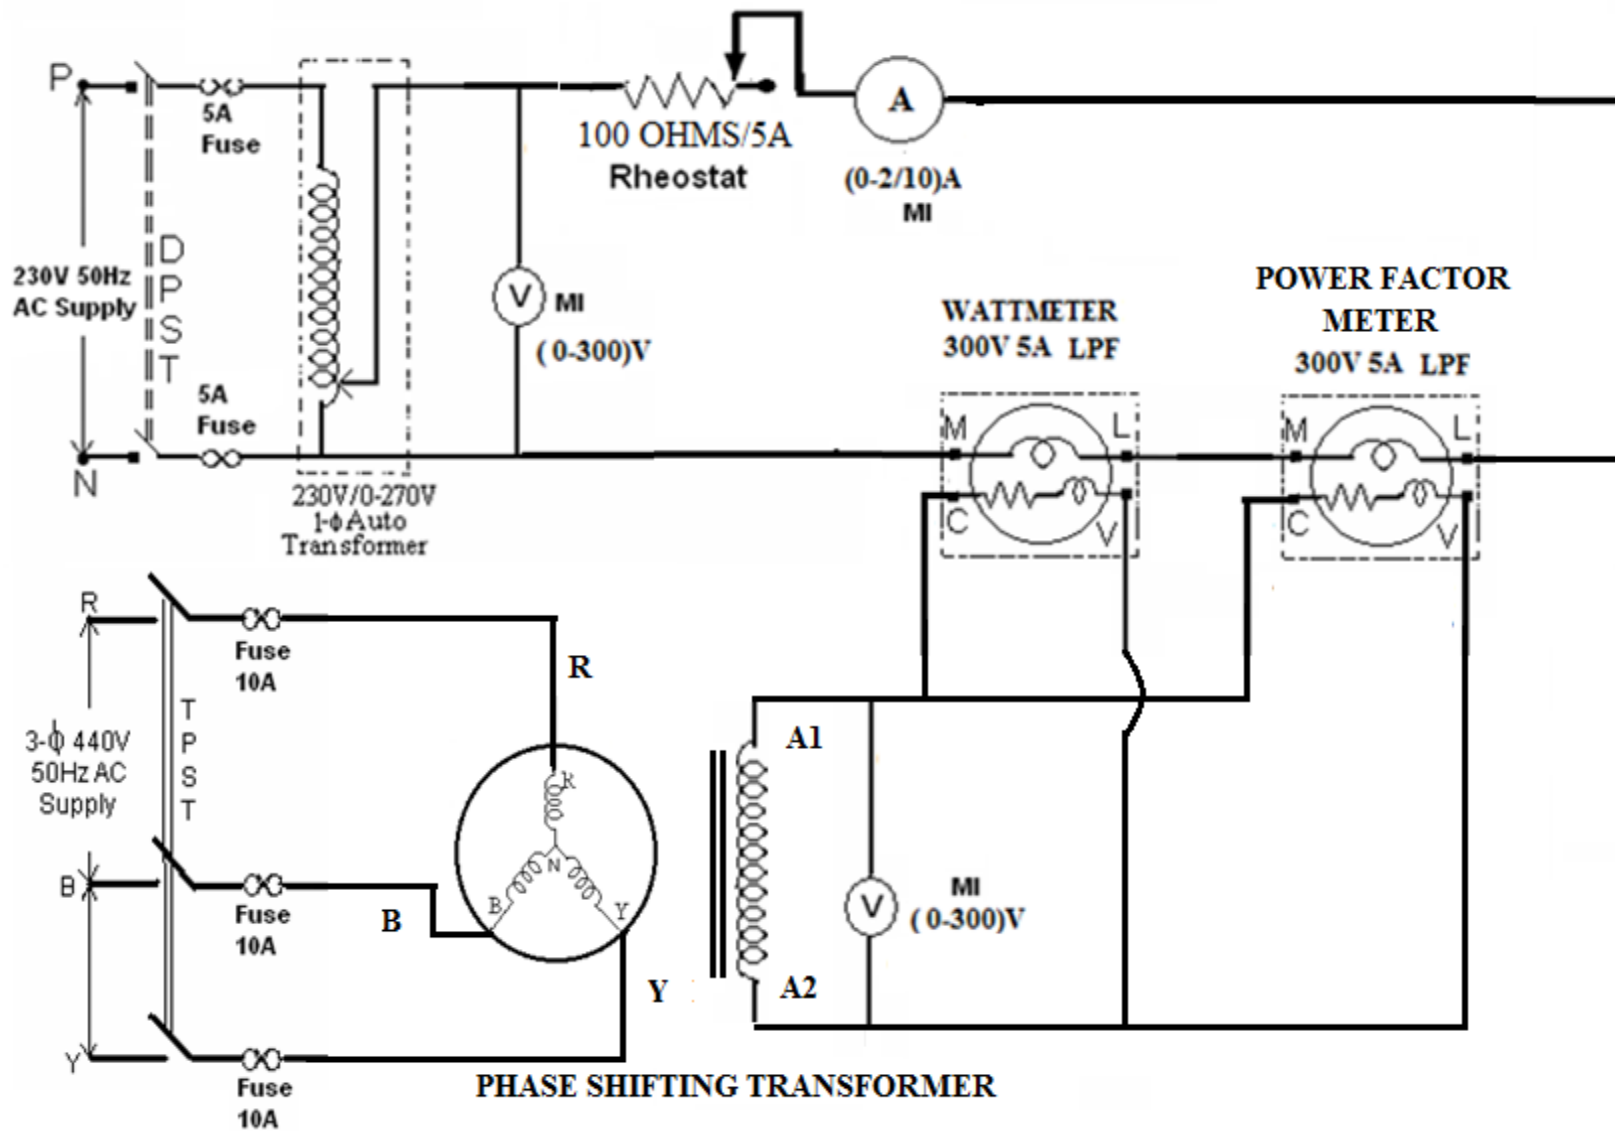 P
5A
Fuse
A
100 OHMS/5A
Rheostat
(0-2/10)A
MI
230V 50Hz
AC Supply
D
P
S
T
V
MI
( 0-300)V
5A
Fuse
N
230V/0-270V
1-ϕ Auto
Transformer
WATTMETER
300V 5A LPF
M
L
C
V
POWER FACTOR
METER
300V 5A LPF
M
L
C
V
R
Fuse
10A
R
3-ϕ 440V
50Hz AC
Supply
T
P
S
T
R
N
B
Y
B
Fuse
10A
B
Y
Y
Fuse
10A
A1
A2
V
MI
( 0-300)V
PHASE SHIFTING TRANSFORMER